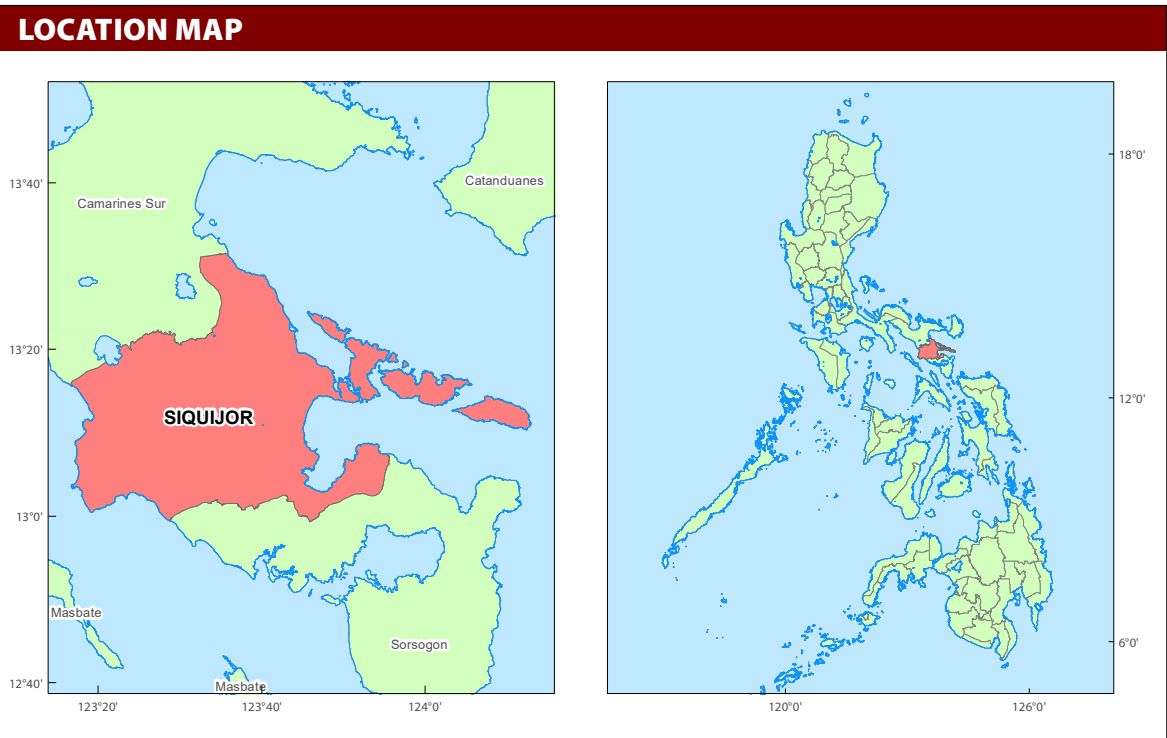 LOCATION MAP
13°40'
13°20'
13°0'
12°40'
Camarines Sur
Catanduanes
SIQUIJOR
Masbate
Sorsogon
Masbate
123°20'
123°40'
124°0'
18°0'
12°0'
6°0'
120°0'
126°0'